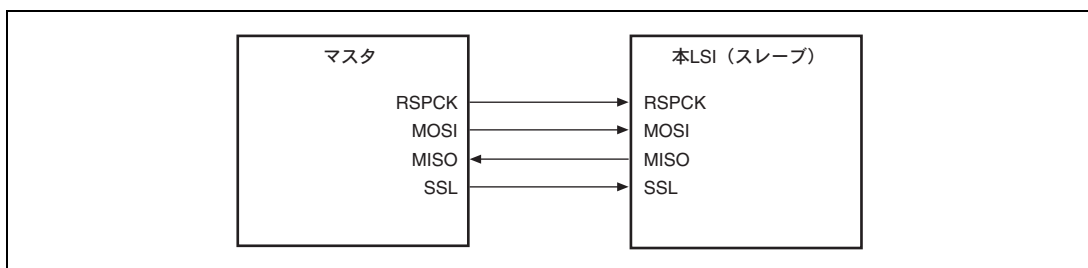 マスタ
RSPCK
MOSI
MISO
SSL
本LSI（スレーブ）
RSPCK
MOSI
MISO
SSL